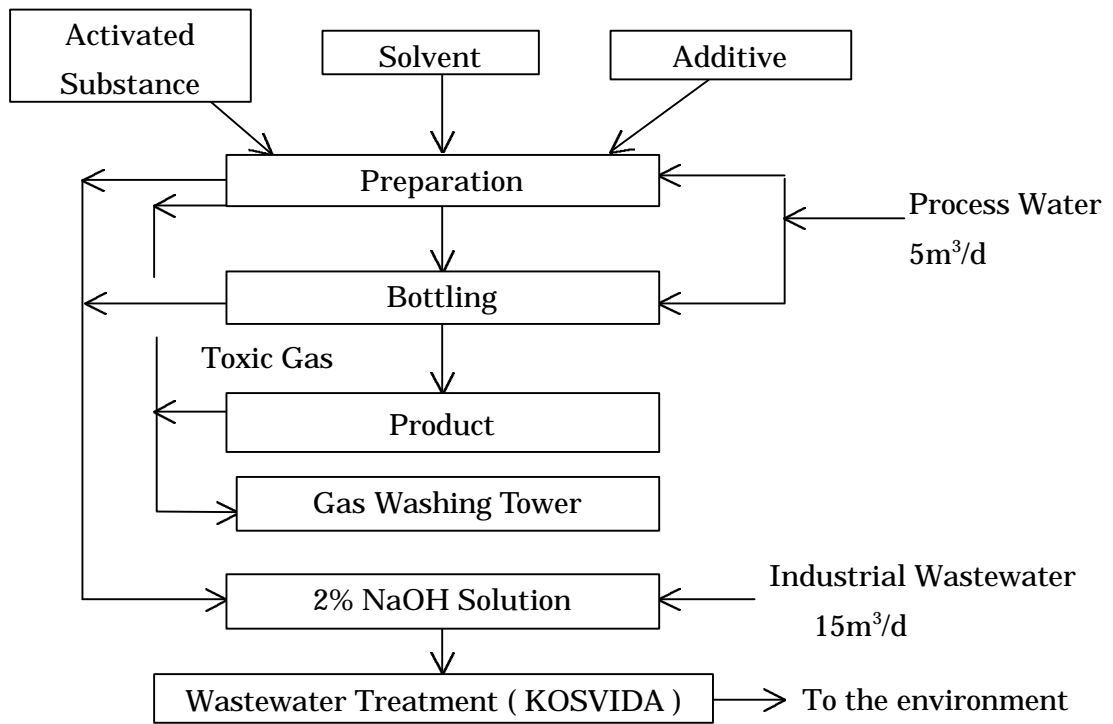 Activated
Substance
Solvent
Additive
Preparation
Process Water
5m³/d
Bottling
Toxic Gas
Product
Gas Washing Tower
Industrial Wastewater
15m³/d
2% NaOH Solution
Wastewater Treatment ( KOSVIDA )
To the environment